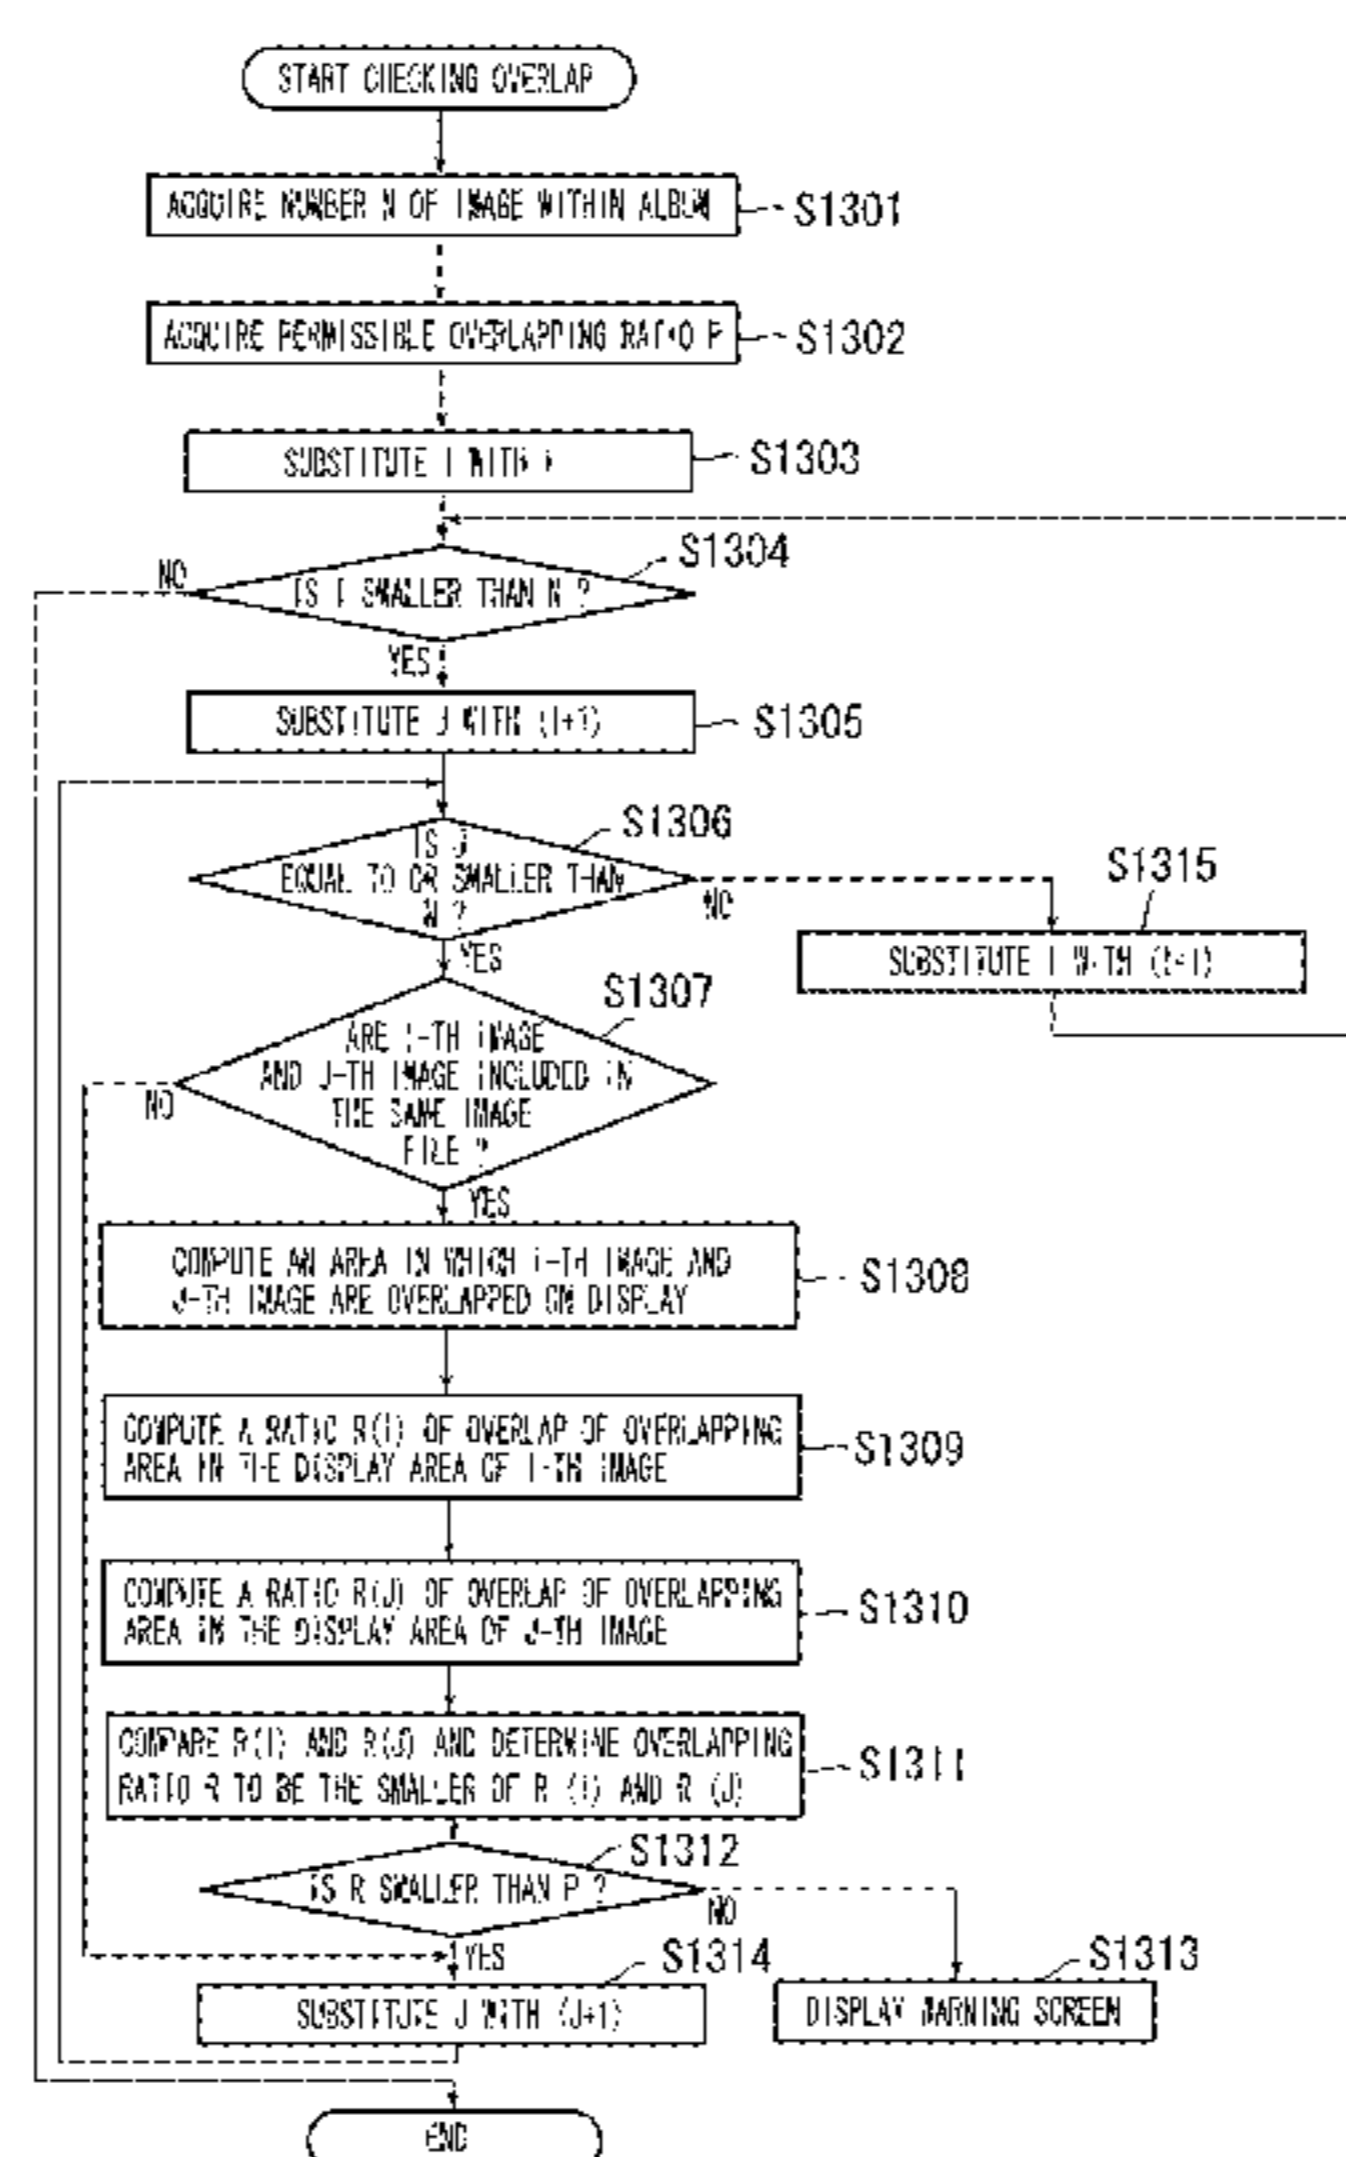 START CHECKING OVERLAP
ACQUIRE NUMBER N OF IMAGE WITHIN ALBUM
S1301
ACQUIRE PERMISSIBLE OVERLAPPING RATIO P
S1302
SUBSTITUTE I WITH
S1303
S1304
NO
IS I SMALLER THAN N ?
YES
SUBSTITUTE J WITH (I+1)
S1305
S1306
IS J
EQUAL TO OR SMALLER THAN
N ?
NO
YES
S1315
SUBSTITUTE I WITH (I+1)
S1307
ARE I-TH IMAGE
AND J-TH IMAGE INCLUDED IN
THE SAME IMAGE
FILE ?
NO
YES
COMPUTE AN AREA IN WHICH I-TH IMAGE AND
J-TH IMAGE ARE OVERLAPPED ON DISPLAY
S1308
COMPUTE A RATIO R(I) OF OVERLAP OF OVERLAPPING
AREA IN THE DISPLAY AREA OF I-TH IMAGE
S1309
COMPUTE A RATIO R(J) OF OVERLAP OF OVERLAPPING
AREA IN THE DISPLAY AREA OF J-TH IMAGE
S1310
COMPARE R(I) AND R(J) AND DETERMINE OVERLAPPING
RATIO R TO BE THE SMALLER OF R (I) AND R (J)
S1311
S1312
IS R SMALLER THAN P ?
NO
YES
S1314
SUBSTITUTE J WITH (J+1)
S1313
DISPLAY WARNING SCREEN
END